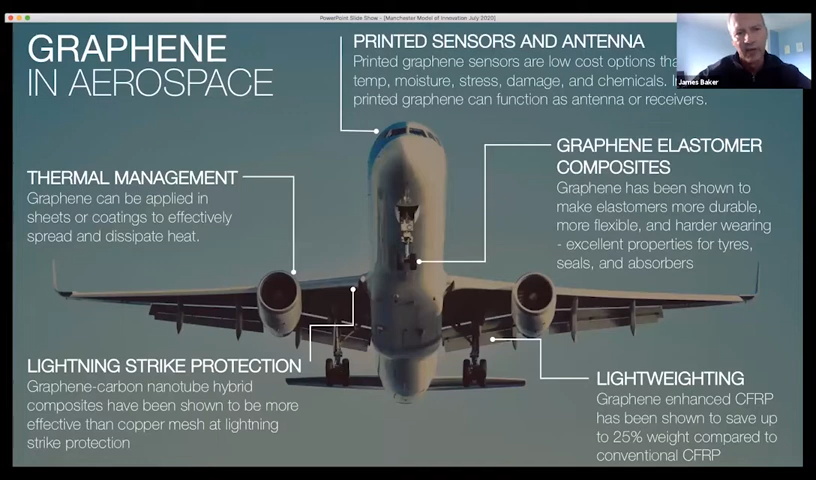 PowerPoint Slide Show - [Manchester Model of Innovation July 2020]
GRAPHENE
IN AEROSPACE
PRINTED SENSORS AND ANTENNA
Printed graphene sensors are low cost options
temp, moisture, stress, damage, and chemicals.
printed graphene can function as antenna or receivers.
James Baker
THERMAL MANAGEMENT
Graphene can be applied in
sheets or coatings to effectively
spread and dissipate heat.
GRAPHENE ELASTOMER
COMPOSITES
Graphene has been shown to
make elastomers more durable,
more flexible, and harder wearing
- excellent properties for tyres,
seals, and absorbers
LIGHTNING STRIKE PROTECTION
Graphene-carbon nanotube hybrid
composites have been shown to be more
effective than copper mesh at lightning
strike protection
LIGHTWEIGHTING
Graphene enhanced CFRP
has been shown to save up
to 25% weight compared to
conventional CFRP